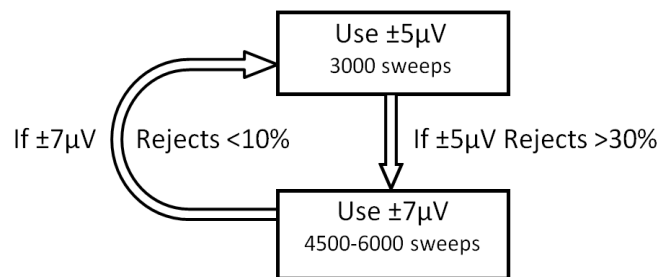 Use ±5µV
3000 sweeps
If ±7µV Rejects <10%
If ±5µV Rejects >30%
Use ±7µV
4500-6000 sweeps